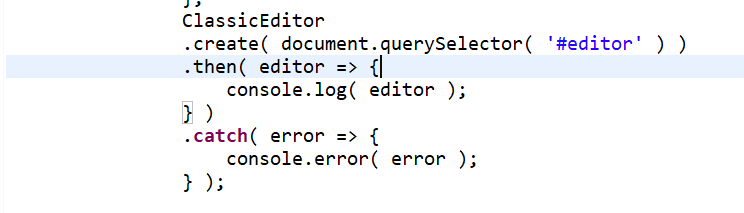 };
ClassicEditor
.create( document.querySelector( '#editor' ) )
.then( editor => {
console.log( editor );
} )
.catch( error => {
console.error( error );
} );